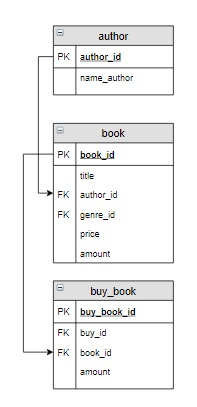 author
PK author_id
name_author
book
PK book_id
title
FK author_id
FK genre_id
price
amount
buy_book
PK buy_book_id
FK buy_id
FK book_id
amount